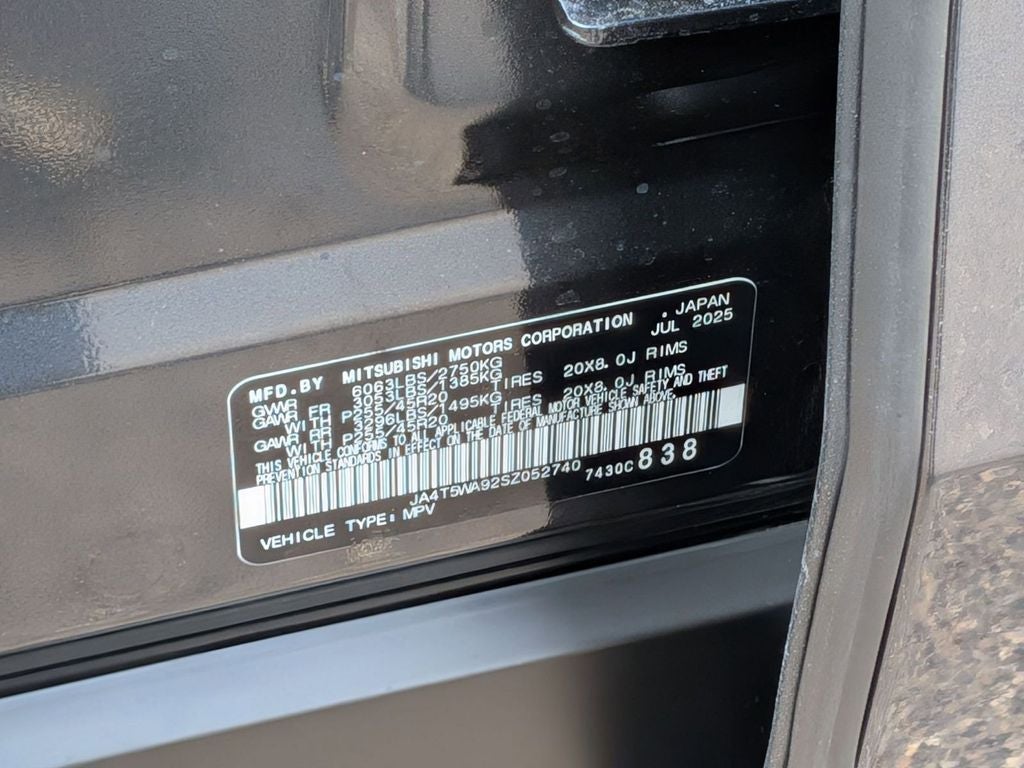 MFD.BY MITSUBISHI MOTORS CORPORATION . JAPAN
GVWR 6063LBS/2750KG JUL 2025
GAWR FR 3053LBS/1385KG
WITH P255/45R20 TIRES 20X8.0J RIMS
GAWR RR 3296LBS/1495KG
WITH P255/45R20 TIRES 20X8.0J RIMS
THIS VEHICLE CONFORMS TO ALL APPLICABLE FEDERAL MOTOR VEHICLE SAFETY AND THEFT
PREVENTION STANDARDS IN EFFECT ON THE DATE OF MANUFACTURE SHOWN ABOVE.
JA4T5WA92SZ052740 7430C 838
VEHICLE TYPE: MPV